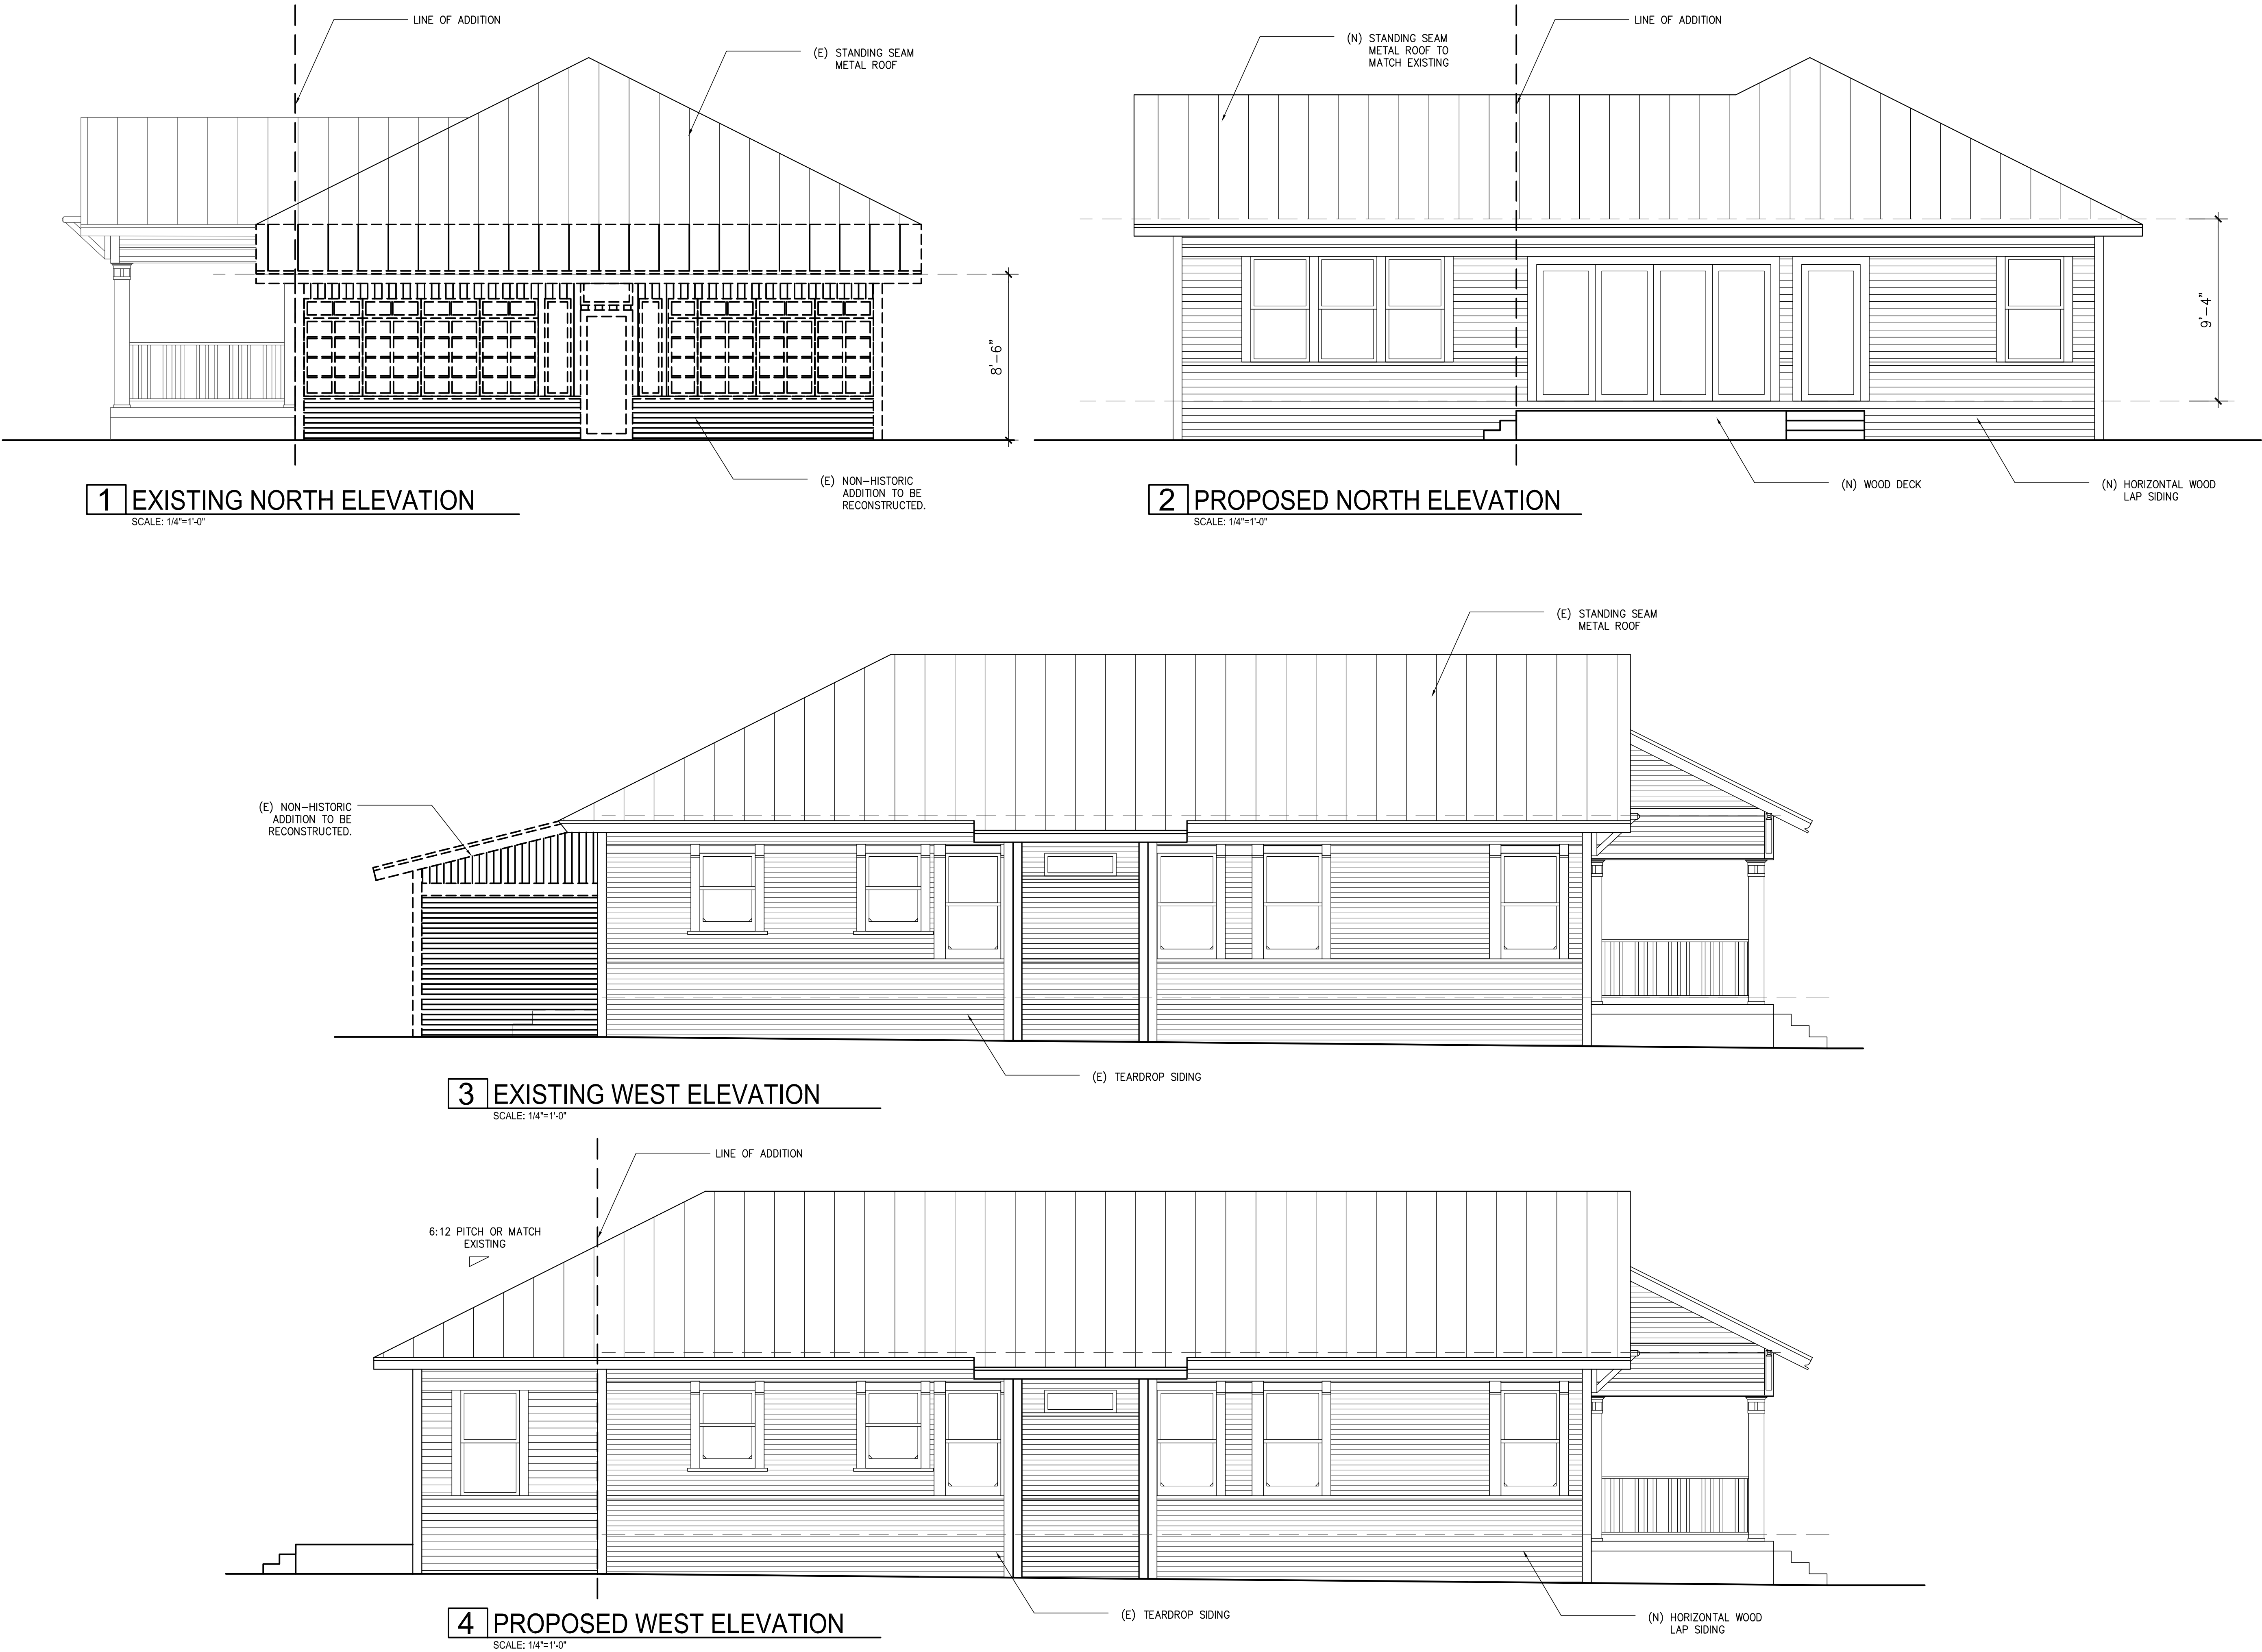 LINE OF ADDITION
(E) STANDING SEAM
METAL ROOF
8'-6"
(E) NON-HISTORIC
ADDITION TO BE
RECONSTRUCTED.
1 EXISTING NORTH ELEVATION
SCALE: 1/4"=1'-0"
(N) STANDING SEAM
METAL ROOF TO
MATCH EXISTING
LINE OF ADDITION
9'-4"
(N) WOOD DECK
(N) HORIZONTAL WOOD
LAP SIDING
2 PROPOSED NORTH ELEVATION
SCALE: 1/4"=1'-0"
(E) STANDING SEAM
METAL ROOF
(E) NON-HISTORIC
ADDITION TO BE
RECONSTRUCTED.
(E) TEARDROP SIDING
3 EXISTING WEST ELEVATION
SCALE: 1/4"=1'-0"
LINE OF ADDITION
6:12 PITCH OR MATCH
EXISTING
(E) TEARDROP SIDING
(N) HORIZONTAL WOOD
LAP SIDING
4 PROPOSED WEST ELEVATION
SCALE: 1/4"=1'-0"